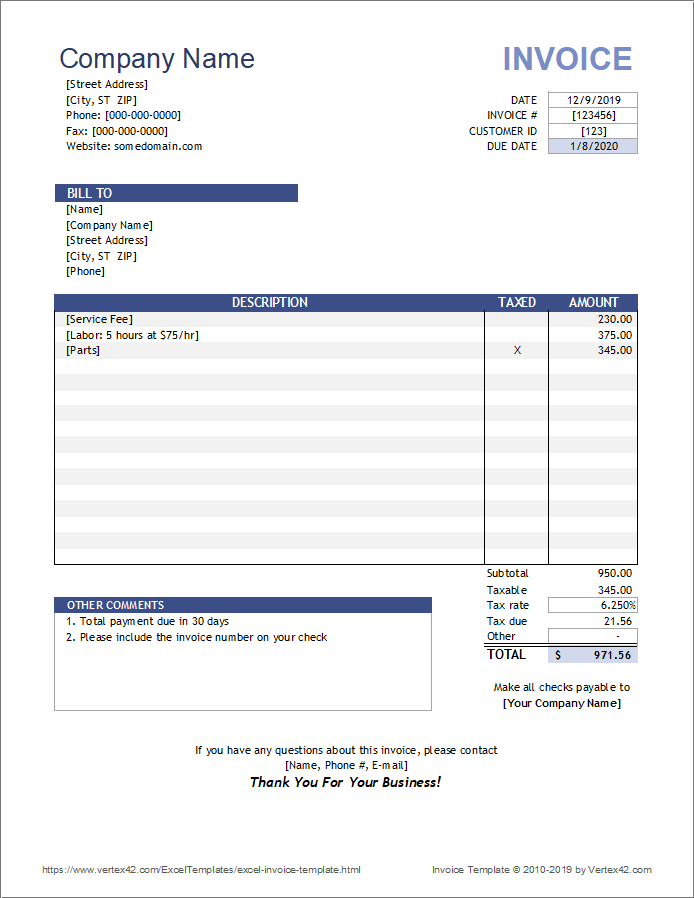 Company Name
INVOICE
[Street Address]
[City, ST  ZIP]
DATE 12/9/2019
Phone: [000-000-0000]
INVOICE # [123456]
Fax: [000-000-0000]
CUSTOMER ID [123]
Website: somedomain.com
DUE DATE 1/8/2020
BILL TO
[Name]
[Company Name]
[Street Address]
[City, ST  ZIP]
[Phone]
DESCRIPTION TAXED AMOUNT
[Service Fee] 230.00
[Labor: 5 hours at $75/hr] 375.00
[Parts] X 345.00
Subtotal 950.00
Taxable 345.00
Tax rate 6.250%
Tax due 21.56
Other -
TOTAL $ 971.56
OTHER COMMENTS
1. Total payment due in 30 days
2. Please include the invoice number on your check
Make all checks payable to
[Your Company Name]
If you have any questions about this invoice, please contact
[Name, Phone #, E-mail]
Thank You For Your Business!
https://www.vertex42.com/ExcelTemplates/excel-invoice-template.html
Invoice Template © 2010-2019 by Vertex42.com